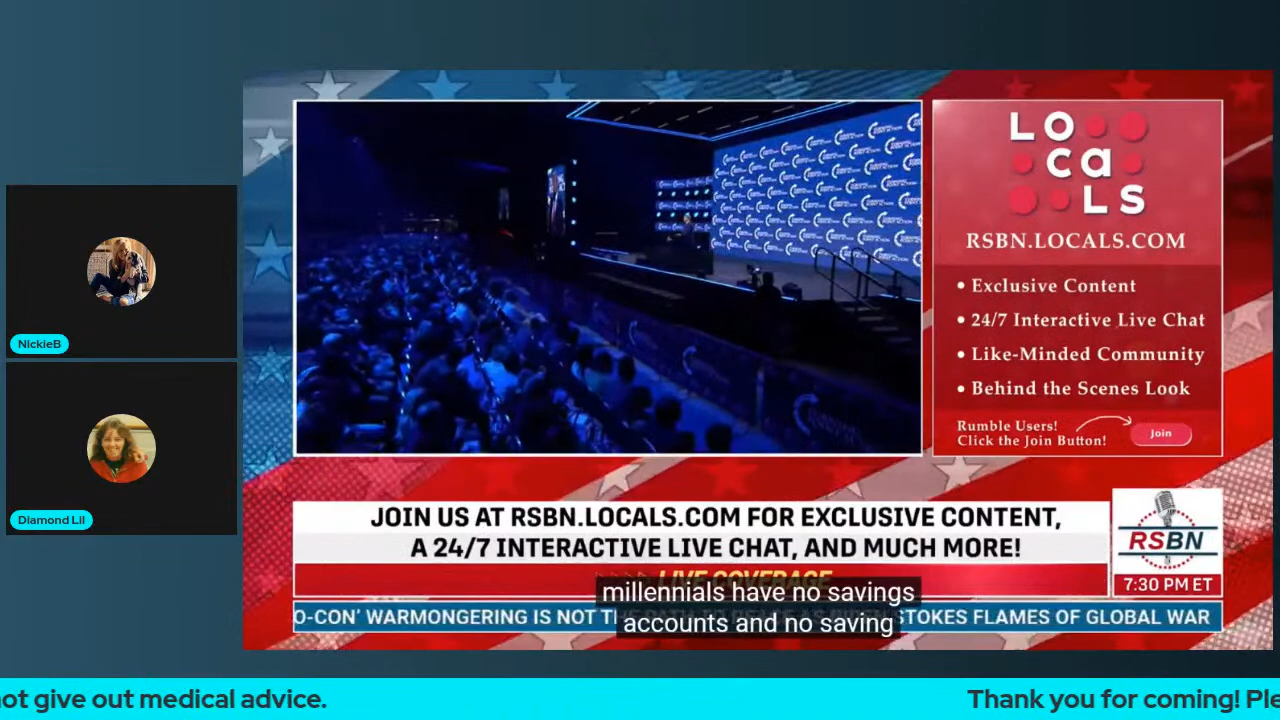 LOcaLS
RSBN.LOCALS.COM
• Exclusive Content
• 24/7 Interactive Live Chat
• Like-Minded Community
• Behind the Scenes Look
Rumble Users!
Click the Join Button!
Join
NickieB
Diamond Lil
JOIN US AT RSBN.LOCALS.COM FOR EXCLUSIVE CONTENT,
A 24/7 INTERACTIVE LIVE CHAT, AND MUCH MORE!
RSBN
7:30 PM ET
LIVE COVERAGE
millennials have no savings
accounts and no saving
O-CON' WARMONGERING IS NOT STOKES FLAMES OF GLOBAL WAR
ot give out medical advice.
Thank you for coming! Ple